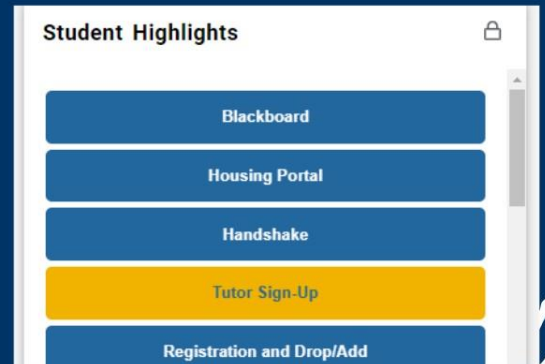 Student Highlights
Blackboard
Housing Portal
Handshake
Tutor Sign-Up
Registration and Drop/Add